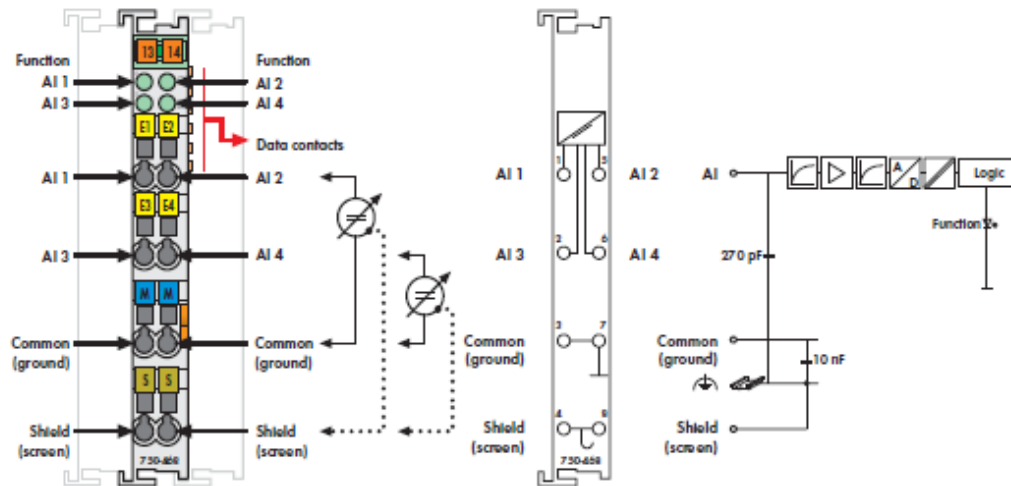 13 14
Function
Function
AI 1
AI 2
AI 3
AI 4
E1 E2
Data contacts
AI 1
AI 2
E3 E4
AI 3
AI 4
M M
Common
(ground)
Common
(ground)
S S
Shield
(screen)
Shield
(screen)
750-468
1 5
AI 1
AI 2
2 6
AI 3
AI 4
3 7
Common
(ground)
4 8
Shield
(screen)
750-468
AI
A
D
Logic
Function
270 pF
Common
(ground)
10 nF
Shield
(screen)